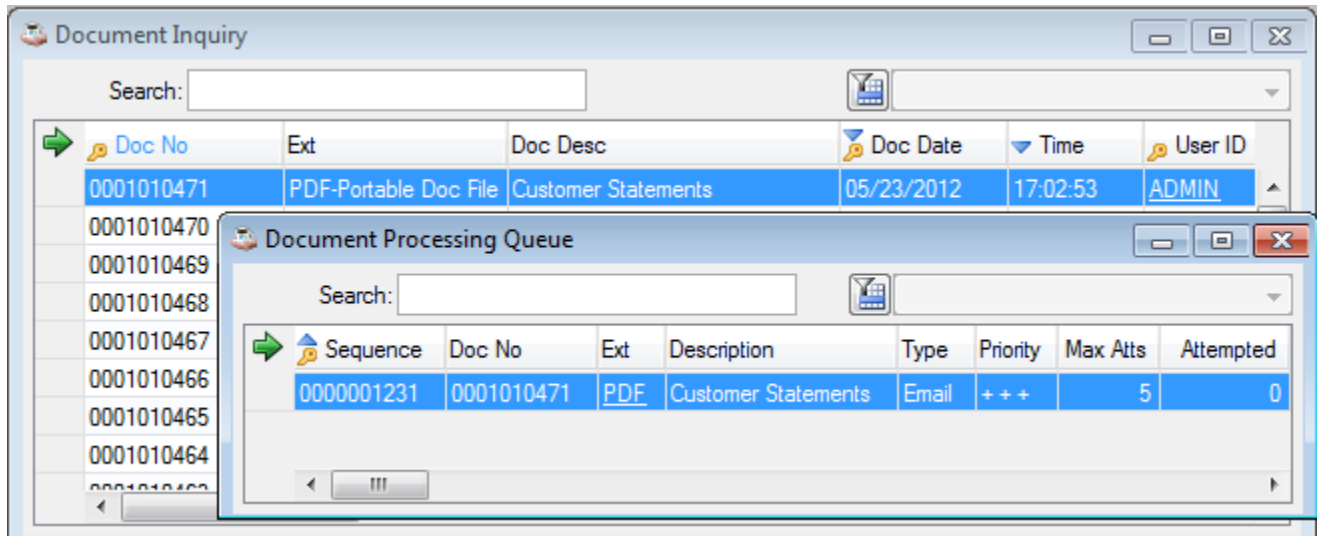 Document Inquiry
Search:
Doc No Ext Doc Desc Doc Date Time User ID
0001010471 PDF-Portable Doc File Customer Statements 05/23/2012 17:02:53 ADMIN
0001010470
0001010469
0001010468
0001010467
0001010466
0001010465
0001010464
Document Processing Queue
Search:
Sequence Doc No Ext Description Type Priority Max Atts Attempted
0000001231 0001010471 PDF Customer Statements Email + + + 5 0